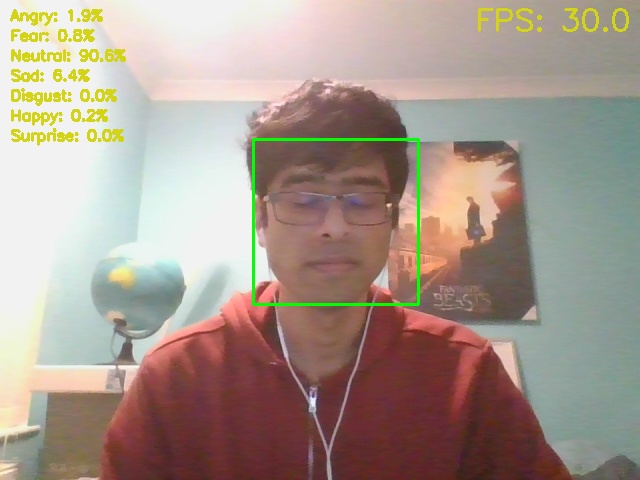 Angry: 1.9%
FPS: 30.0
Fear: 0.8%
Neutral: 90.6%
Sad: 6.4%
Disgust: 0.0%
Happy: 0.2%
Surprise: 0.0%
FANTASTIC
BEASTS